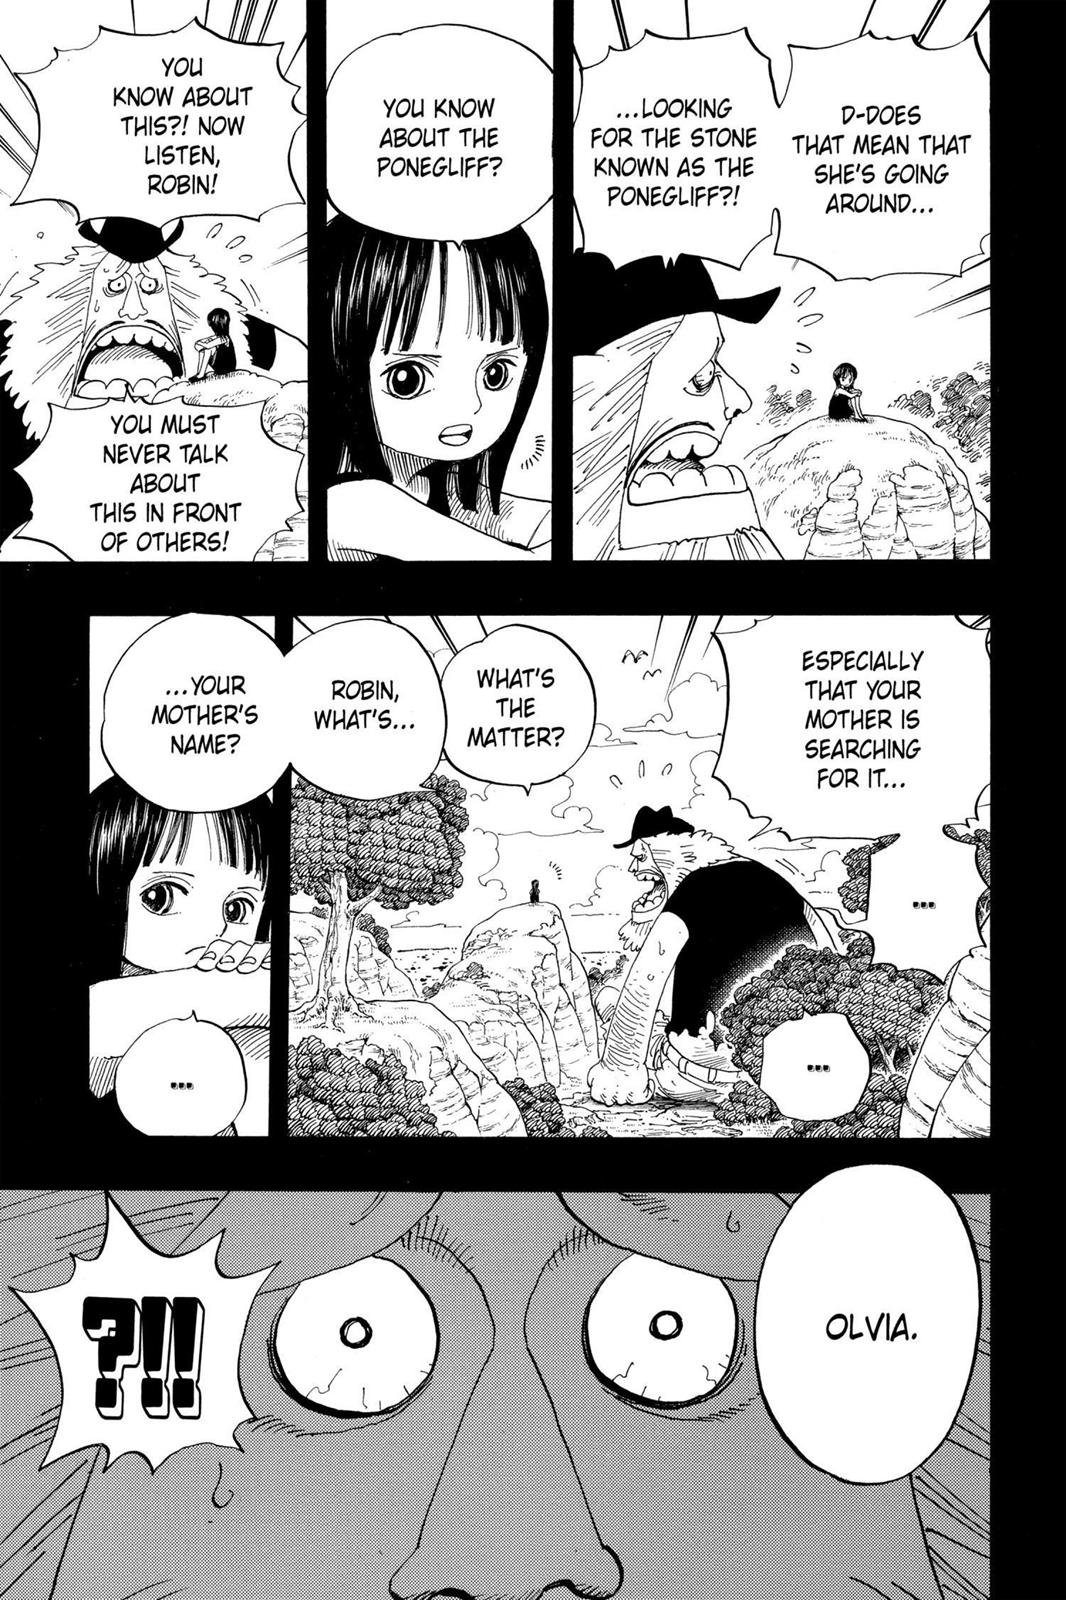 D-DOES
THAT MEAN THAT
SHE'S GOING
AROUND...
...LOOKING
FOR THE STONE
KNOWN AS THE
PONEGLIFF?!
YOU KNOW
ABOUT THE
PONEGLIFF?
YOU
KNOW ABOUT
THIS?! NOW
LISTEN,
ROBIN!
YOU MUST
NEVER TALK
ABOUT
THIS IN FRONT
OF OTHERS!
ESPECIALLY
THAT YOUR
MOTHER IS
SEARCHING
FOR IT...
...
...
WHAT'S
THE
MATTER?
ROBIN,
WHAT'S...
...YOUR
MOTHER'S
NAME?
...
OLVIA.
?!!